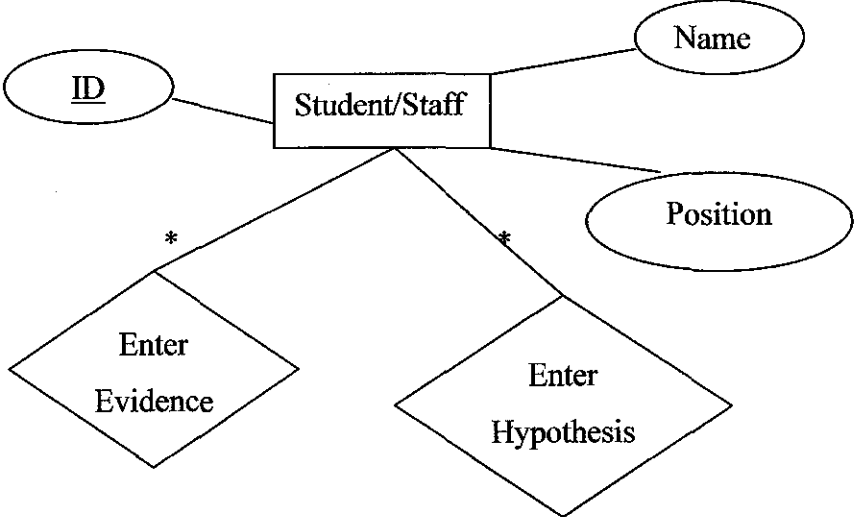 Name
ID
Student/Staff
Position
*
*
Enter
Evidence
Enter
Hypothesis